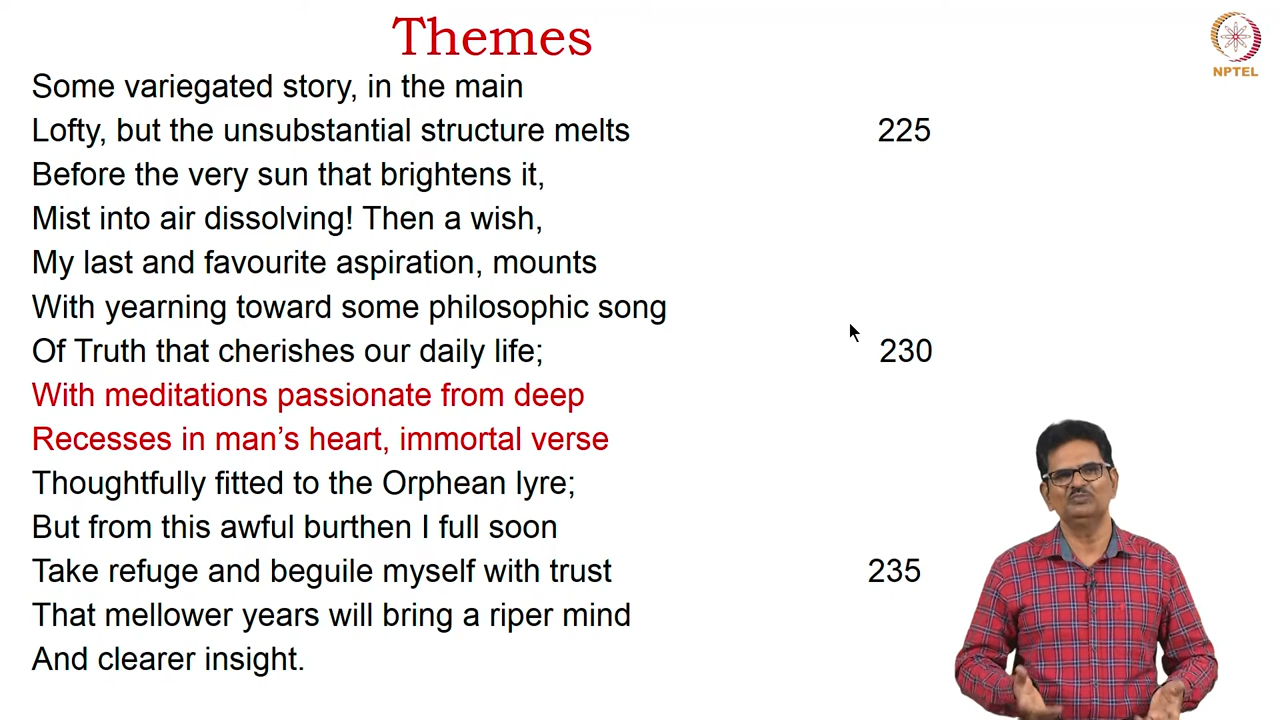 Themes
NPTEL
Some variegated story, in the main
Lofty, but the unsubstantial structure melts 225
Before the very sun that brightens it,
Mist into air dissolving! Then a wish,
My last and favourite aspiration, mounts
With yearning toward some philosophic song
Of Truth that cherishes our daily life; 230
With meditations passionate from deep
Recesses in man’s heart, immortal verse
Thoughtfully fitted to the Orphean lyre;
But from this awful burthen I full soon
Take refuge and beguile myself with trust 235
That mellower years will bring a riper mind
And clearer insight.